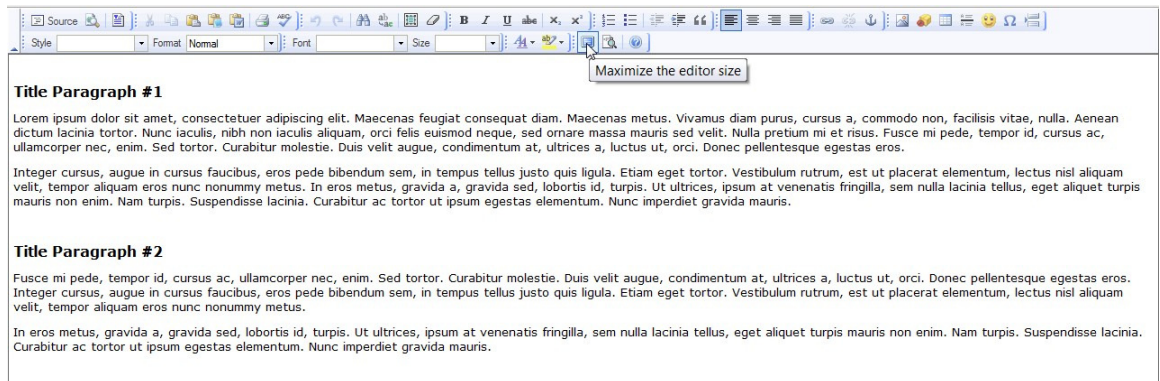 Source B I U abc x₂ x² Ω
Style Format Normal Font Size
Maximize the editor size
Title Paragraph #1
Lorem ipsum dolor sit amet, consectetuer adipiscing elit. Maecenas feugiat consequat diam. Maecenas metus. Vivamus diam purus, cursus a, commodo non, facilisis vitae, nulla. Aenean
dictum lacinia tortor. Nunc iaculis, nibh non iaculis aliquam, orci felis euismod neque, sed ornare massa mauris sed velit. Nulla pretium mi et risus. Fusce mi pede, tempor id, cursus ac,
ullamcorper nec, enim. Sed tortor. Curabitur molestie. Duis velit augue, condimentum at, ultrices a, luctus ut, orci. Donec pellentesque egestas eros.
Integer cursus, augue in cursus faucibus, eros pede bibendum sem, in tempus tellus justo quis ligula. Etiam eget tortor. Vestibulum rutrum, est ut placerat elementum, lectus nisl aliquam
velit, tempor aliquam eros nunc nonummy metus. In eros metus, gravida a, gravida sed, lobortis id, turpis. Ut ultrices, ipsum at venenatis fringilla, sem nulla lacinia tellus, eget aliquet turpis
mauris non enim. Nam turpis. Suspendisse lacinia. Curabitur ac tortor ut ipsum egestas elementum. Nunc imperdiet gravida mauris.
Title Paragraph #2
Fusce mi pede, tempor id, cursus ac, ullamcorper nec, enim. Sed tortor. Curabitur molestie. Duis velit augue, condimentum at, ultrices a, luctus ut, orci. Donec pellentesque egestas eros.
Integer cursus, augue in cursus faucibus, eros pede bibendum sem, in tempus tellus justo quis ligula. Etiam eget tortor. Vestibulum rutrum, est ut placerat elementum, lectus nisl aliquam
velit, tempor aliquam eros nunc nonummy metus.
In eros metus, gravida a, gravida sed, lobortis id, turpis. Ut ultrices, ipsum at venenatis fringilla, sem nulla lacinia tellus, eget aliquet turpis mauris non enim. Nam turpis. Suspendisse lacinia.
Curabitur ac tortor ut ipsum egestas elementum. Nunc imperdiet gravida mauris.